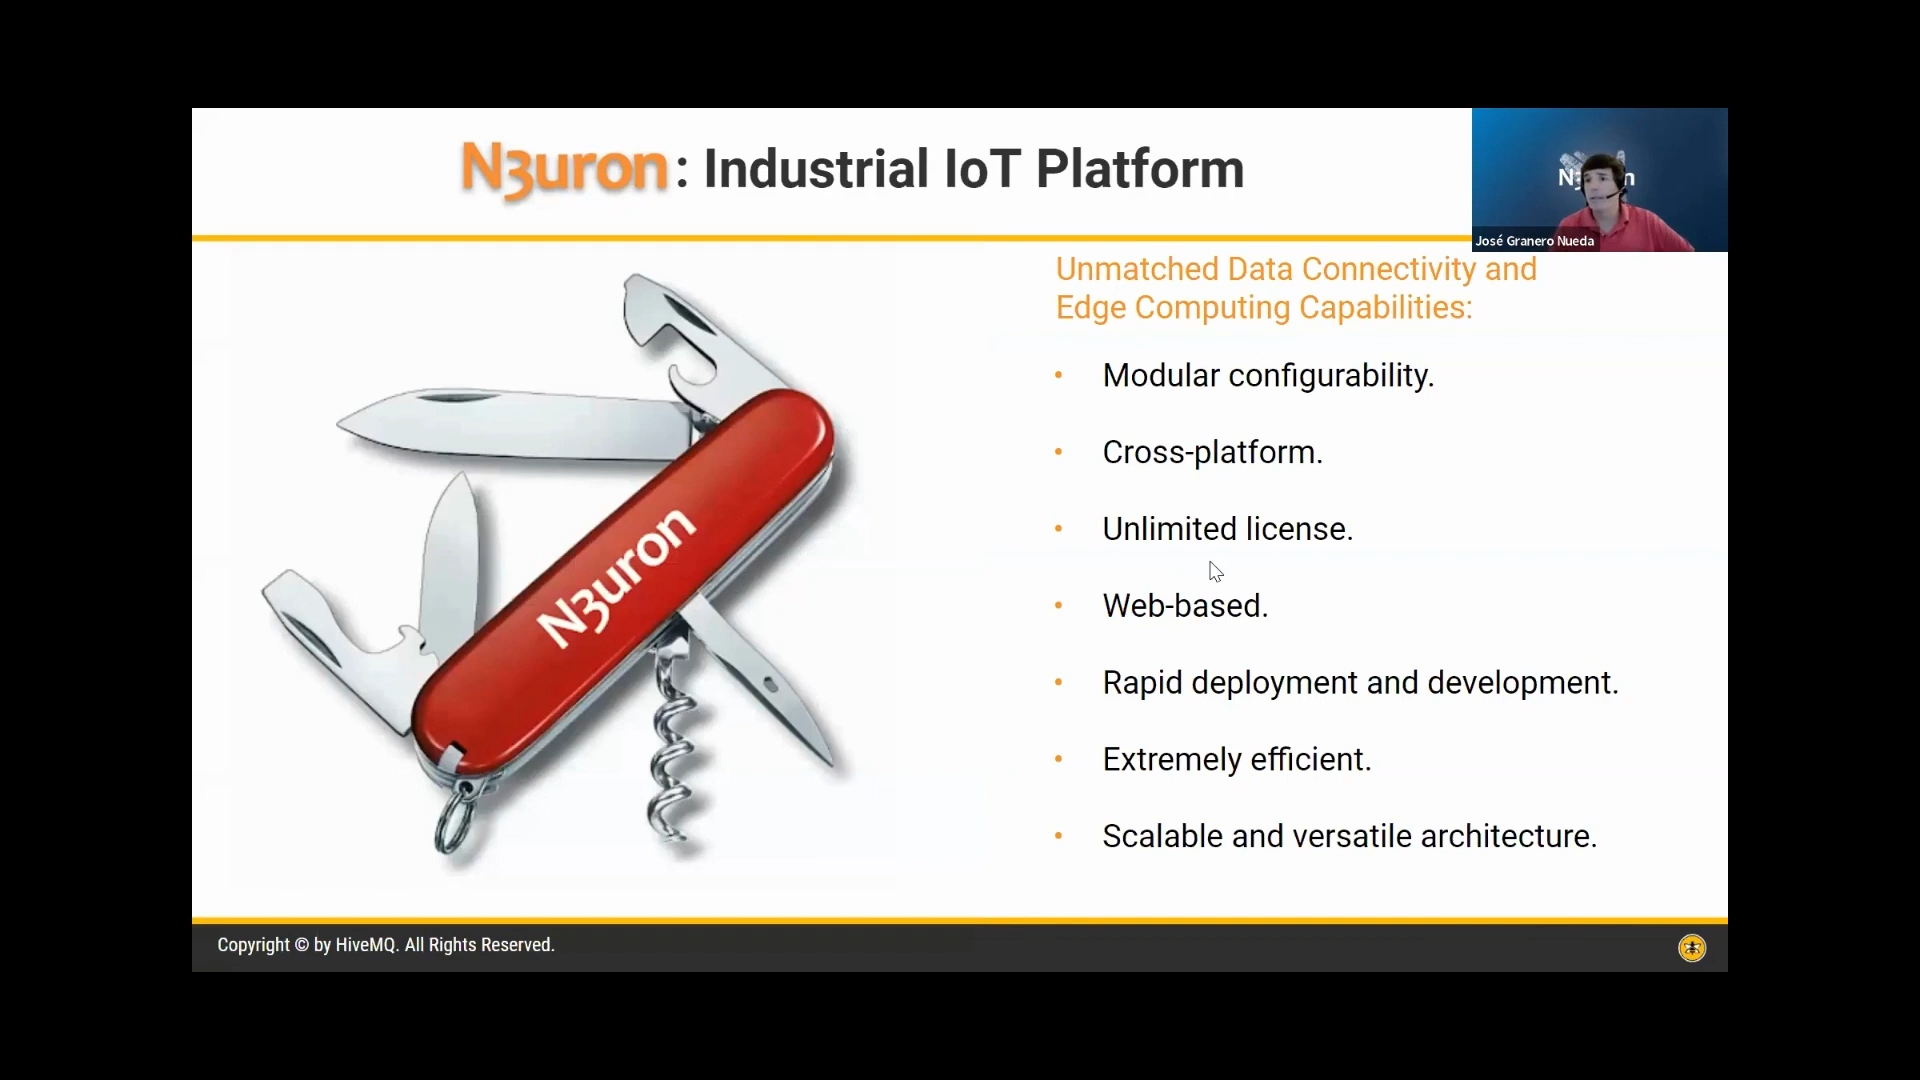 N3uron: Industrial IoT Platform
José Granero Nueda
Unmatched Data Connectivity and
Edge Computing Capabilities:
• Modular configurability.
• Cross-platform.
• Unlimited license.
• Web-based.
• Rapid deployment and development.
• Extremely efficient.
• Scalable and versatile architecture.
N3uron
Copyright © by HiveMQ. All Rights Reserved.